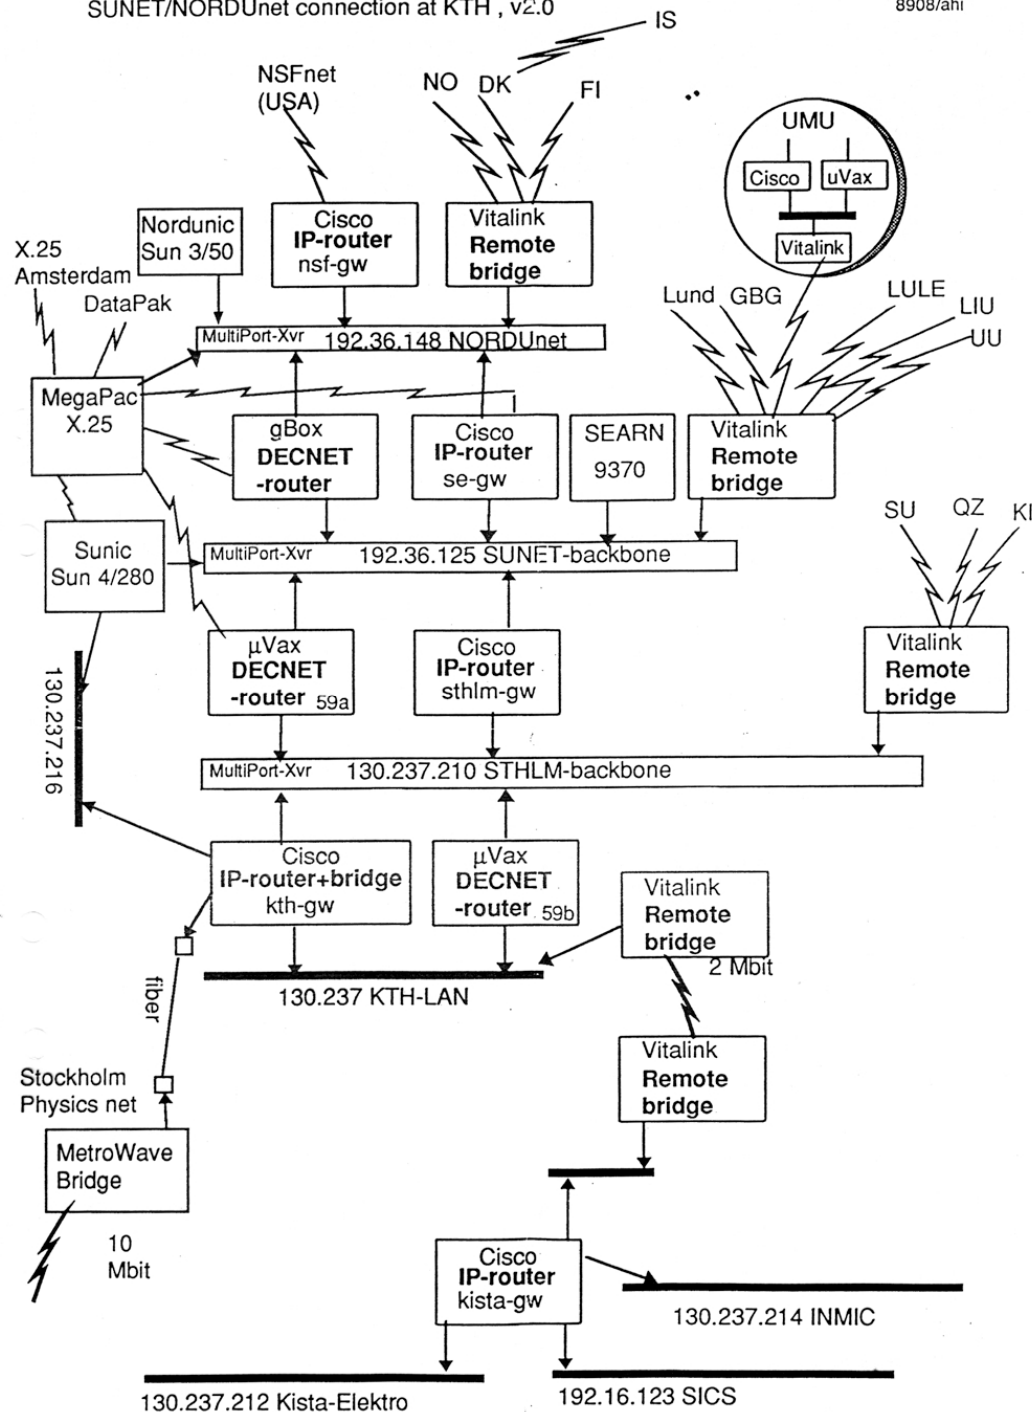 SUNET/NORDUnet connection at KTH , v2.0
8908/ahi
IS
NSFnet
(USA)
NO
DK
FI
UMU
Cisco
uVax
Vitalink
Nordunic
Sun 3/50
Cisco
IP-router
nsf-gw
Vitalink
Remote
bridge
X.25
Amsterdam
DataPak
Lund
GBG
LULE
LIU
UU
MultiPort-Xvr
192.36.148 NORDUnet
MegaPac
X.25
gBox
DECNET
-router
Cisco
IP-router
se-gw
SEARN
9370
Vitalink
Remote
bridge
SU
QZ
KI
Sunic
Sun 4/280
MultiPort-Xvr
192.36.125 SUNET-backbone
µVax
DECNET
-router 59a
Cisco
IP-router
sthlm-gw
Vitalink
Remote
bridge
130.237.216
MultiPort-Xvr
130.237.210 STHLM-backbone
Cisco
IP-router+bridge
kth-gw
µVax
DECNET
-router 59b
Vitalink
Remote
bridge
2 Mbit
130.237 KTH-LAN
fiber
Vitalink
Remote
bridge
Stockholm
Physics net
MetroWave
Bridge
10
Mbit
Cisco
IP-router
kista-gw
130.237.214 INMIC
130.237.212 Kista-Elektro
192.16.123 SICS